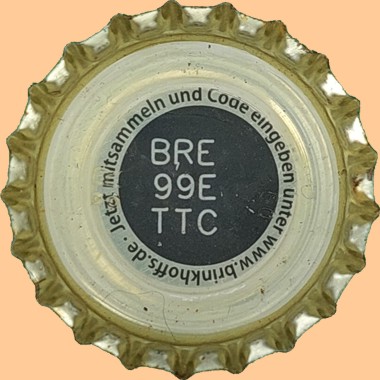 Jetzt mitsammeln und Code eingeben unter www.brinkhoffs.de •
BRE
99E
TTC